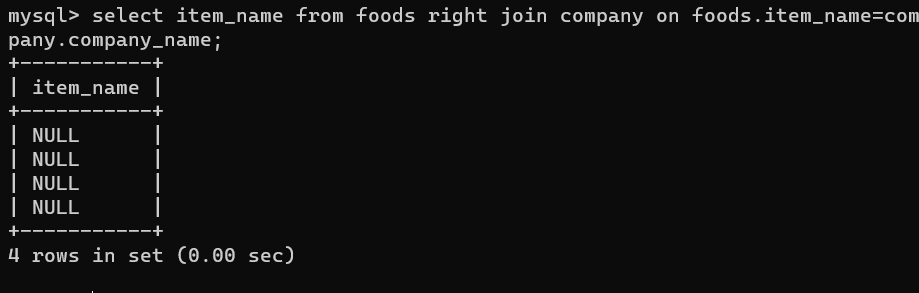 mysql> select item_name from foods right join company on foods.item_name=com
pany.company_name;
+-----------+
| item_name |
+-----------+
| NULL      |
| NULL      |
| NULL      |
| NULL      |
+-----------+
4 rows in set (0.00 sec)